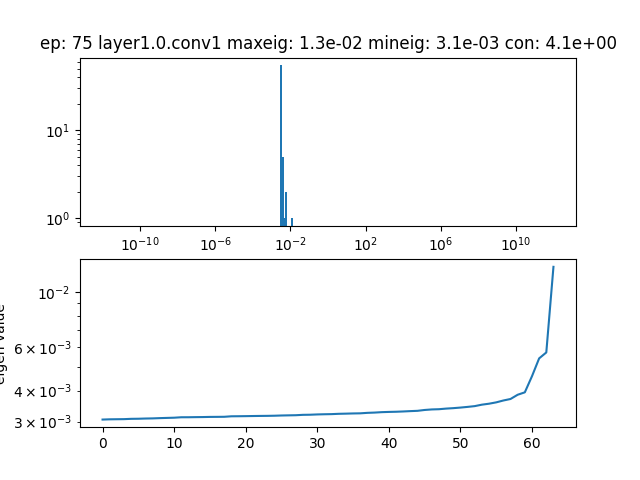 ep: 75 layer1.0.conv1 maxeig: 1.3e-02 mineig: 3.1e-03 con: 4.1e+00
10¹
10⁰
10⁻¹⁰ 10⁻⁶ 10⁻² 10² 10⁶ 10¹⁰
10⁻²
6 × 10⁻³
4 × 10⁻³
3 × 10⁻³
eigen value
0 10 20 30 40 50 60